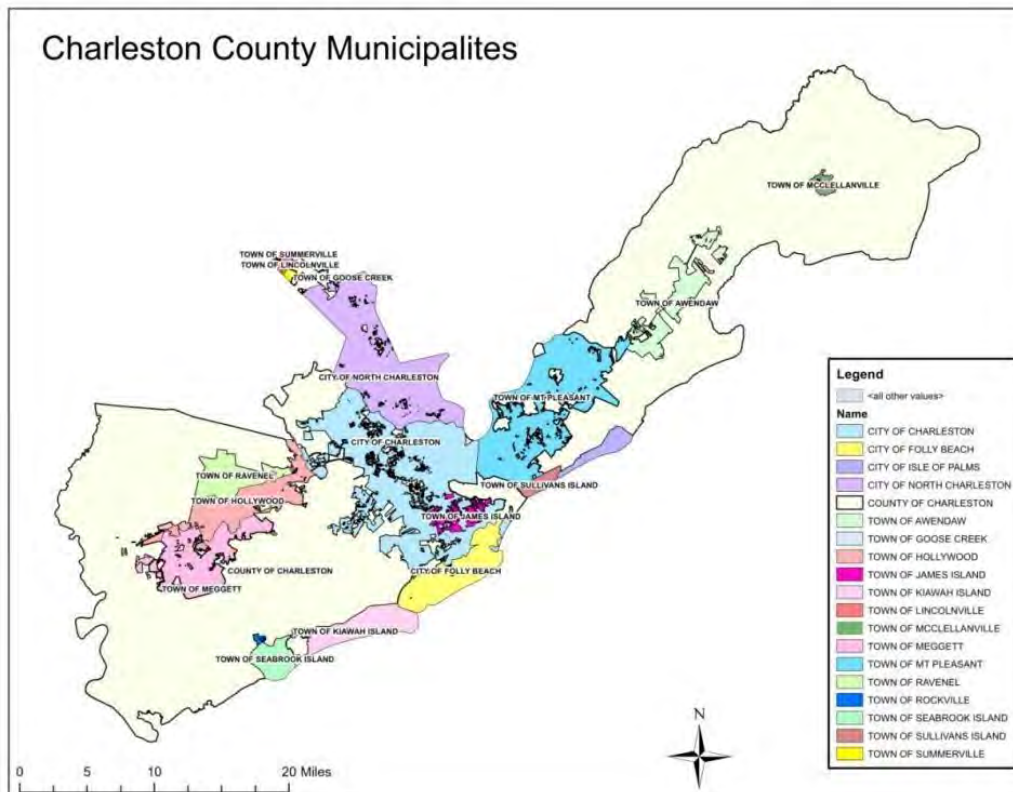 Charleston County Municipalites
TOWN OF MCCLELLANVILLE
TOWN OF SUMMERVILLE
TOWN OF LINCOLNVILLE
TOWN OF GOOSE CREEK
TOWN OF AWENDAW
CITY OF NORTH CHARLESTON
TOWN OF MT PLEASANT
CITY OF CHARLESTON
TOWN OF RAVENEL
TOWN OF SULLIVANS ISLAND
TOWN OF HOLLYWOOD
TOWN OF JAMES ISLAND
COUNTY OF CHARLESTON
CITY OF FOLLY BEACH
TOWN OF MEGGETT
TOWN OF KIAWAH ISLAND
TOWN OF SEABROOK ISLAND
Legend
<all other values>
Name
CITY OF CHARLESTON
CITY OF FOLLY BEACH
CITY OF ISLE OF PALMS
CITY OF NORTH CHARLESTON
COUNTY OF CHARLESTON
TOWN OF AWENDAW
TOWN OF GOOSE CREEK
TOWN OF HOLLYWOOD
TOWN OF JAMES ISLAND
TOWN OF KIAWAH ISLAND
TOWN OF LINCOLNVILLE
TOWN OF MCCLELLANVILLE
TOWN OF MEGGETT
TOWN OF MT PLEASANT
TOWN OF RAVENEL
TOWN OF ROCKVILLE
TOWN OF SEABROOK ISLAND
TOWN OF SULLIVANS ISLAND
TOWN OF SUMMERVILLE
N
0 5 10 20 Miles